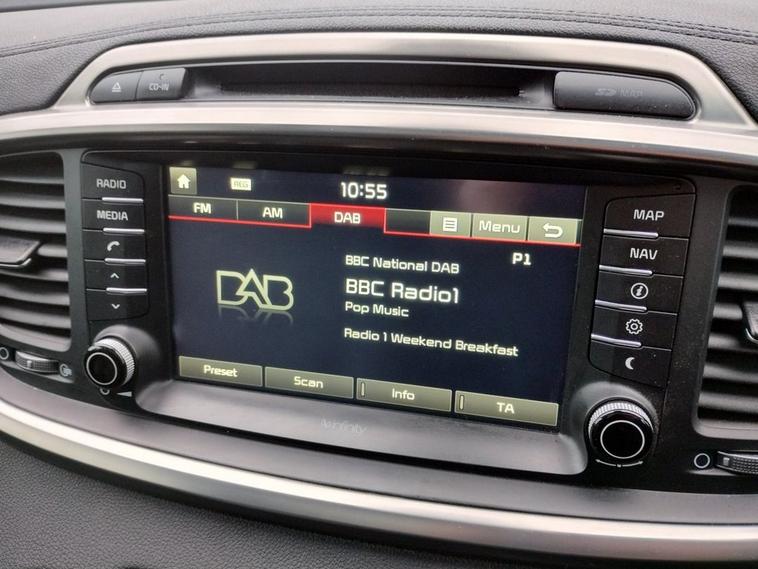 CD-IN
SD MAP
RADIO
MEDIA
REG
10:55
FM
AM
DAB
Menu
P1
DAB
BBC National DAB
BBC Radio1
Pop Music
Radio 1 Weekend Breakfast
Preset
Scan
Info
TA
infinity
MAP
NAV